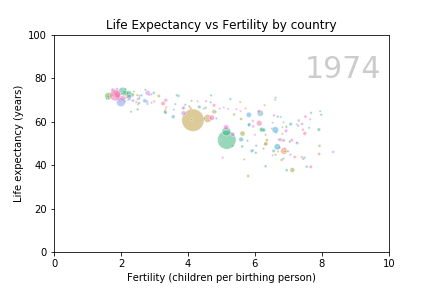 Life Expectancy vs Fertility by country
1974
100
80
60
40
20
0
Life expectancy (years)
0 2 4 6 8 10
Fertility (children per birthing person)